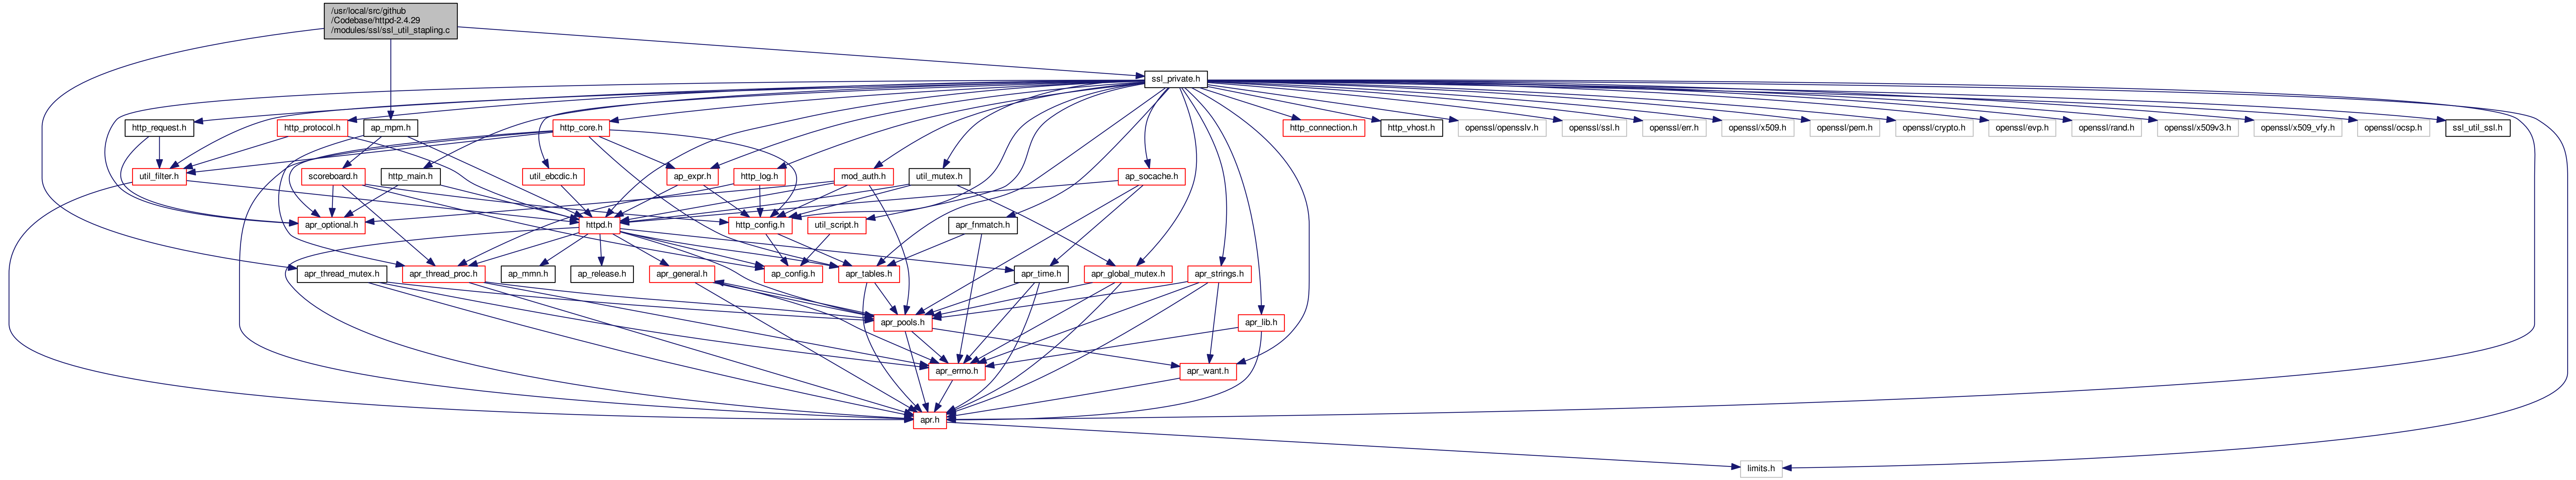 /usr/local/src/github
/Codebase/httpd-2.4.29
/modules/ssl/ssl_util_stapling.c
ssl_private.h
http_request.h
http_protocol.h
ap_mpm.h
http_core.h
http_connection.h
http_vhost.h
openssl/opensslv.h
openssl/ssl.h
openssl/err.h
openssl/x509.h
openssl/pem.h
openssl/crypto.h
openssl/evp.h
openssl/rand.h
openssl/x509v3.h
openssl/x509_vfy.h
openssl/ocsp.h
ssl_util_ssl.h
util_filter.h
scoreboard.h
http_main.h
util_ebcdic.h
ap_expr.h
http_log.h
mod_auth.h
util_mutex.h
ap_socache.h
apr_optional.h
httpd.h
http_config.h
util_script.h
apr_fnmatch.h
apr_thread_mutex.h
apr_thread_proc.h
ap_mmn.h
ap_release.h
apr_general.h
ap_config.h
apr_tables.h
apr_time.h
apr_global_mutex.h
apr_strings.h
apr_pools.h
apr_lib.h
apr_errno.h
apr_want.h
apr.h
limits.h